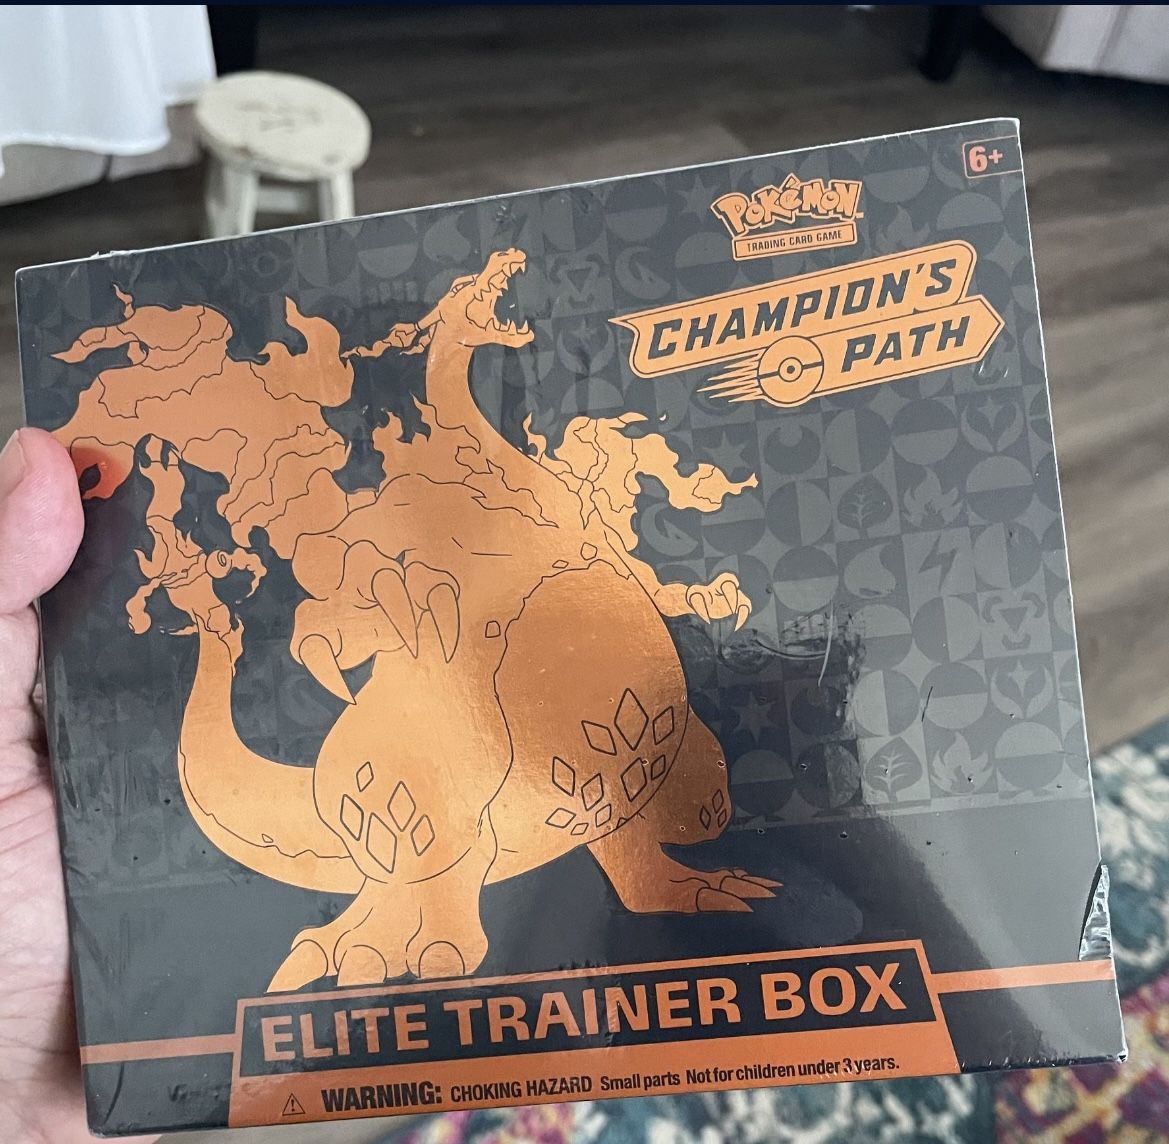 6+
POKéMON
TRADING CARD GAME
CHAMPION'S
PATH
ELITE TRAINER BOX
WARNING: CHOKING HAZARD Small parts Not for children under 3 years.